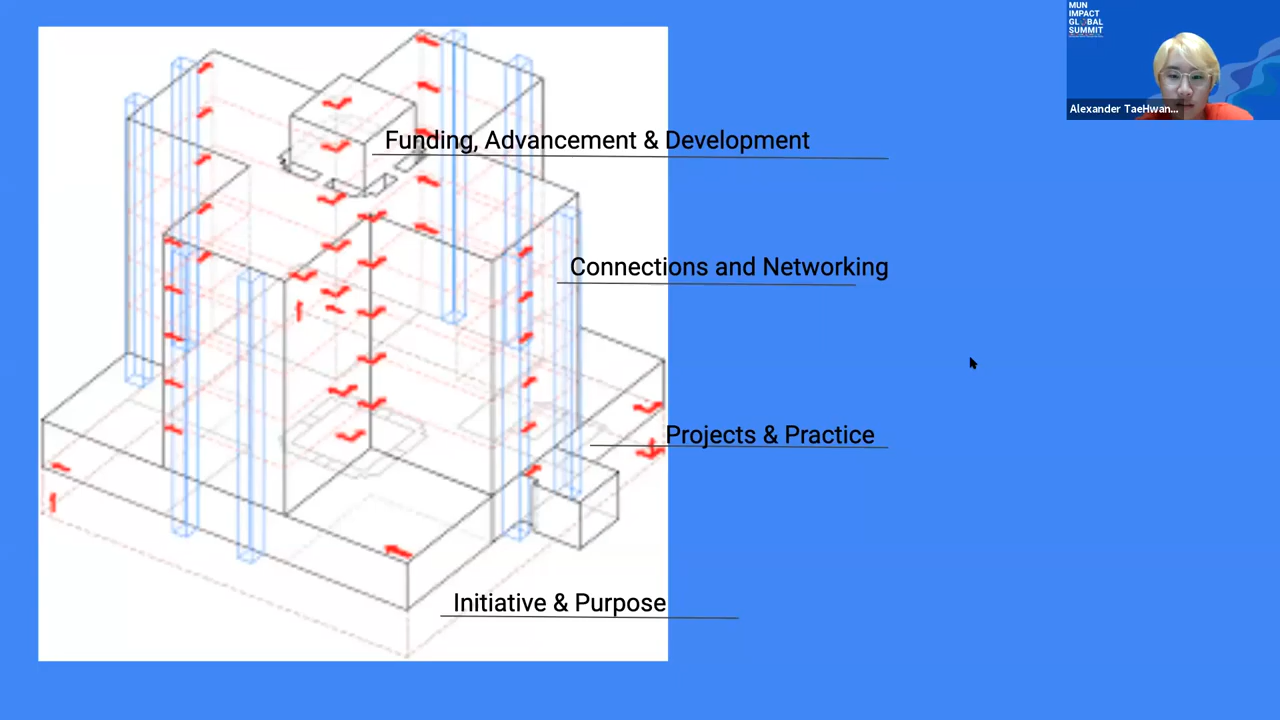 MUN
IMPACT
GLOBAL
SUMMIT
Alexander TaeHwan...
Funding, Advancement & Development
Connections and Networking
Projects & Practice
Initiative & Purpose